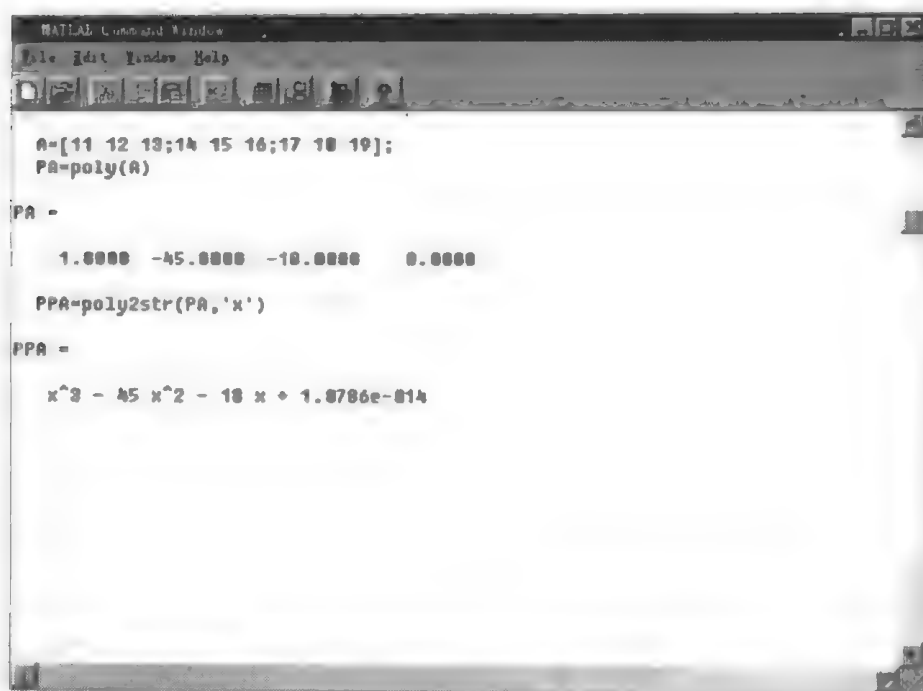 MATLAB Command Window
File Edit Window Help
A=[11 12 13;14 15 16;17 18 19];
PA=poly(A)
PA =
1.0000 -45.0000 -18.0000 0.0000
PPA=poly2str(PA,'x')
PPA =
x^3 - 45 x^2 - 18 x + 1.8786e-014